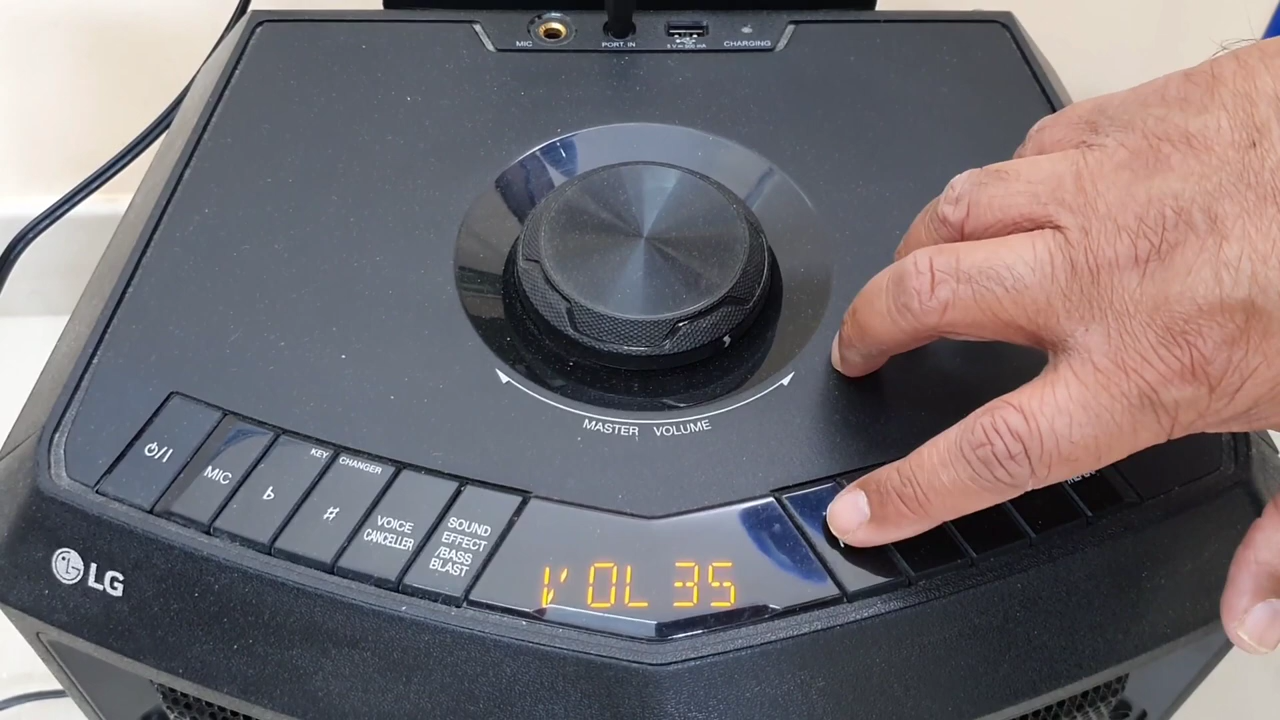 MIC
PORT. IN
CHARGING
MASTER VOLUME
MIC
♭
KEY
CHANGER
♯
VOICE
CANCELLER
SOUND
EFFECT
/BASS
BLAST
VOL 35
LG